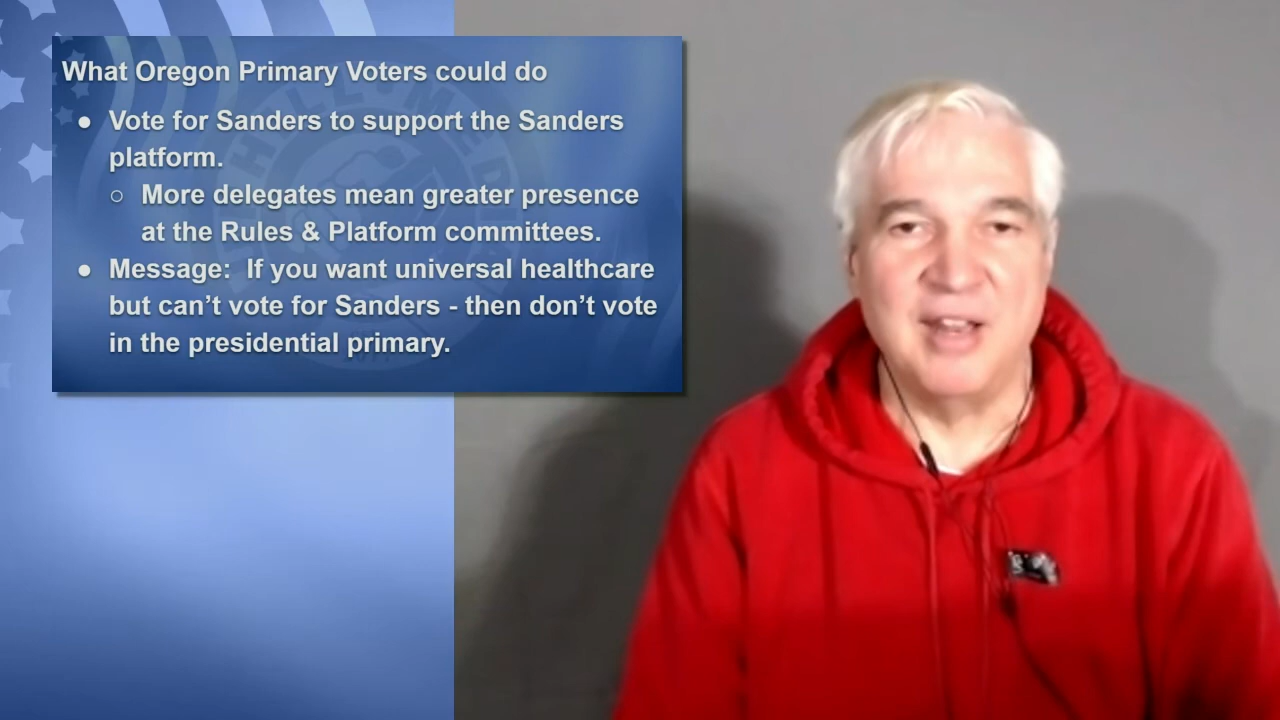 What Oregon Primary Voters could do
● Vote for Sanders to support the Sanders
platform.
○ More delegates mean greater presence
at the Rules & Platform committees.
● Message:  If you want universal healthcare
but can’t vote for Sanders - then don’t vote
in the presidential primary.